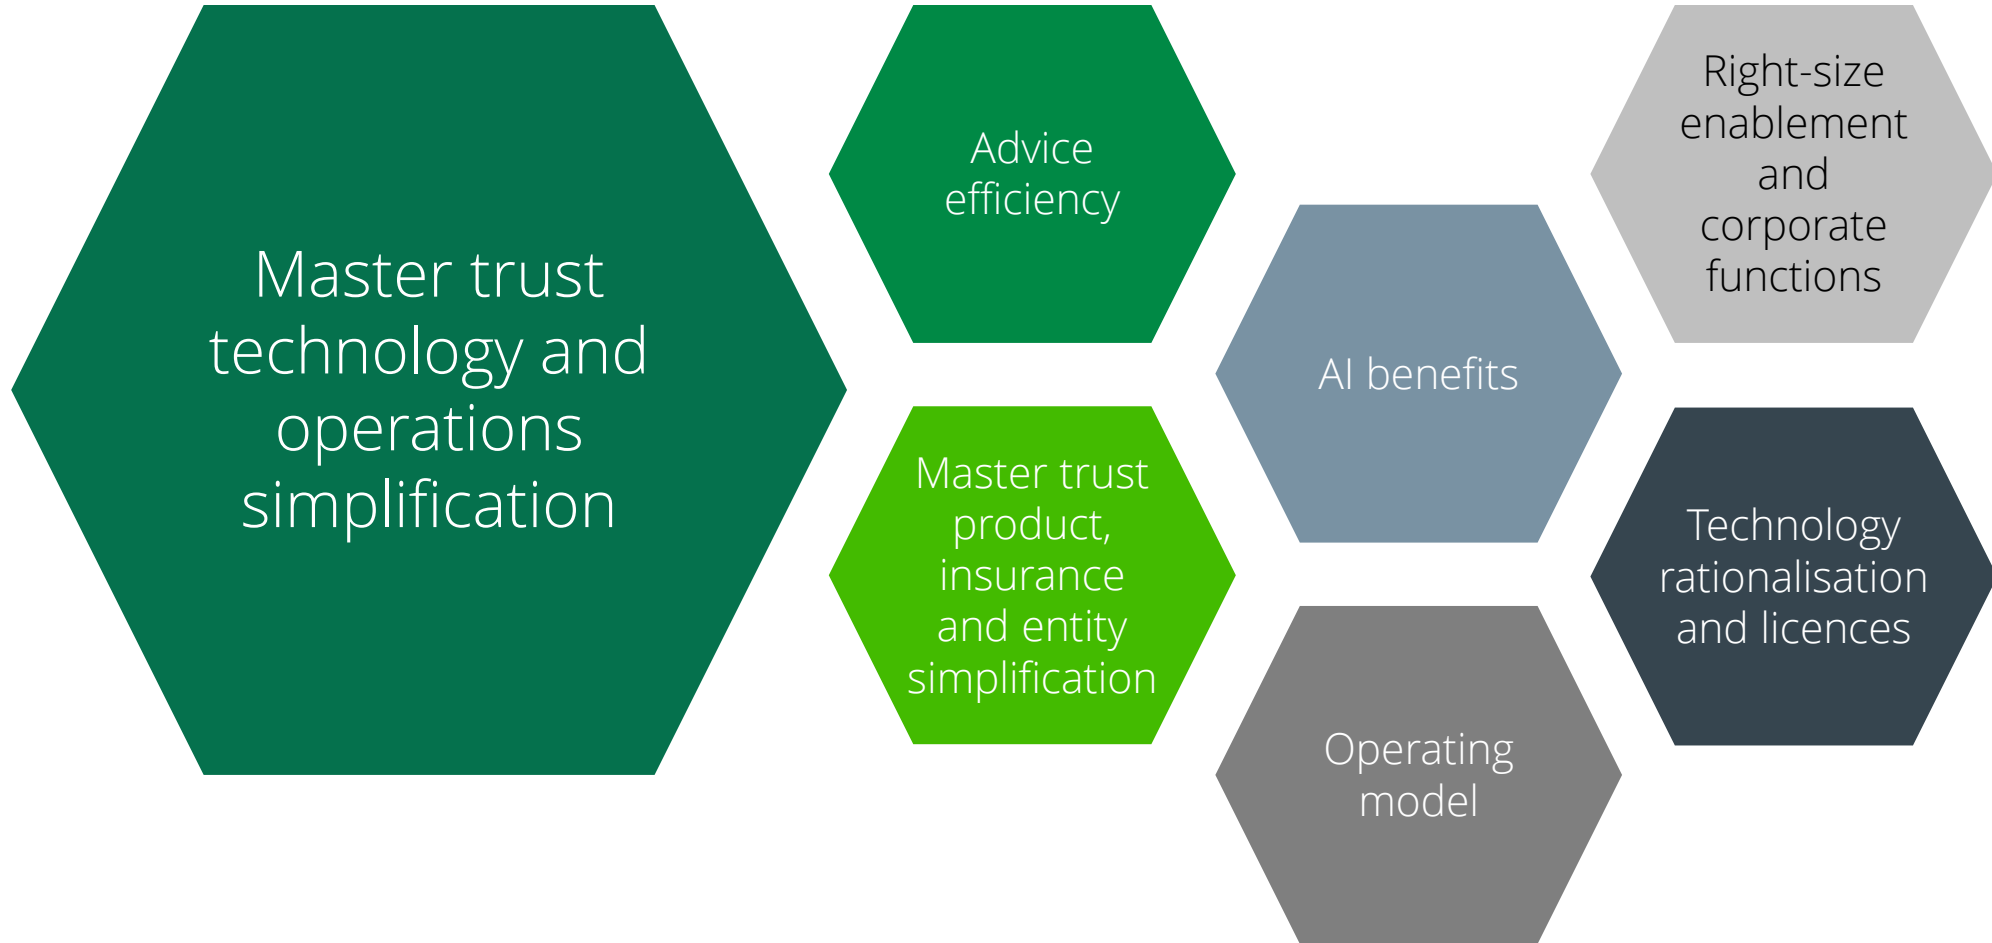 Master trust
technology and
operations
simplification
Advice
efficiency
Master trust
product,
insurance
and entity
simplification
AI benefits
Operating
model
Right-size
enablement
and
corporate
functions
Technology
rationalisation
and licences